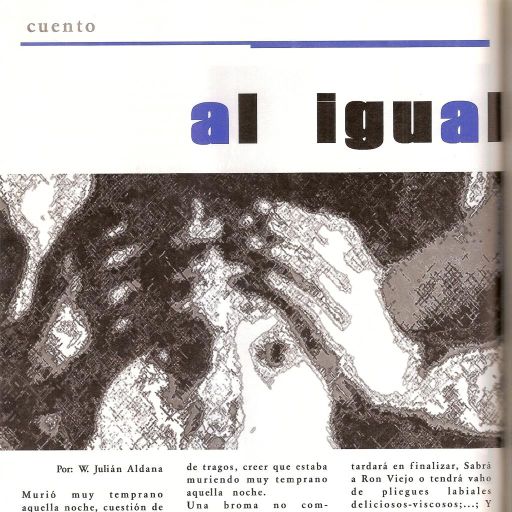 cuento
al igual
Por: W. Julián Aldana
Murió muy temprano
aquella noche, cuestión de
de tragos, creer que estaba
muriendo muy temprano
aquella noche.
Una broma no com-
tardará en finalizar, Sabrá
a Ron Viejo o tendrá vaho
de pliegues labiales
deliciosos-viscosos;...; Y